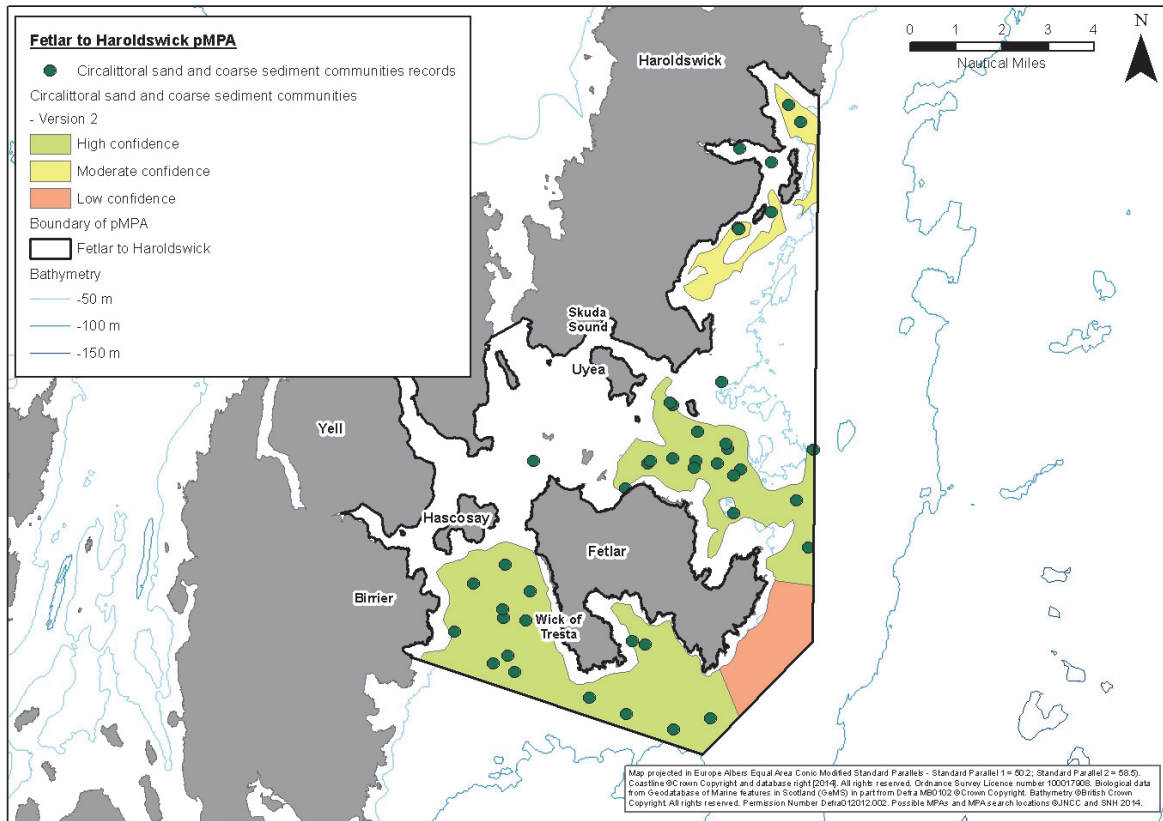 Fetlar to Haroldswick pMPA
Circalittoral sand and coarse sediment communities records
Circalittoral sand and coarse sediment communities
- Version 2
High confidence
Moderate confidence
Low confidence
Boundary of pMPA
Fetlar to Haroldswick
Bathymetry
-50 m
-100 m
-150 m
0 1 2 3 4
Nautical Miles
N
Haroldswick
Skuda
Sound
Uyea
Yell
Hascosay
Fetlar
Birrier
Wick of
Tresta
Map projected in Europe Albers Equal Area Conic Modified Standard Parallels - Standard Parallel 1 = 50.2; Standard Parallel 2 = 58.5).
Coastline ©Crown Copyright and database right [2014]. All rights reserved. Ordnance Survey Licence number 100017908. Biological data
from Geodatabase of Marine features in Scotland (GeMS) in part from Defra MB0102 ©Crown Copyright. Bathymetry ©British Crown
Copyright. All rights reserved. Permission Number Defra012012.002. Possible MPAs and MPA search locations ©JNCC and SNH 2014.